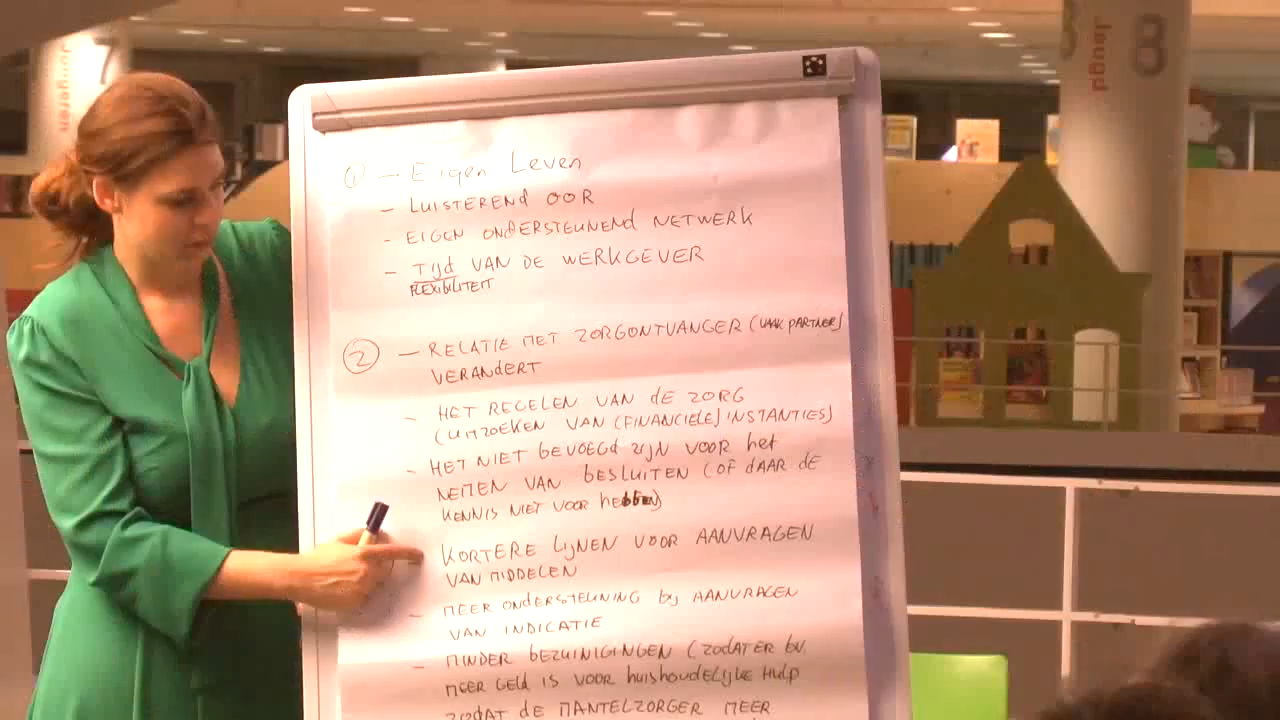 ① – Eigen Leven
– LUISTEREND OOR
– EIGEN ONDERSTEUNEND NETWERK
– Tijd VAN DE WERKGEVER
FLEXIBILITEIT
② – RELATIE MET ZORGONTVANGER (VAAK PARTNER)
VERANDERT
– HET REGELEN VAN dE ZORG
(UITZOEKEN VAN (FINANCIELE) INSTANTIES)
– HET NIET BEVOEGD ZIJN VOOR het
NEMEN VAN BESLUITEN (OF dAAR dE
KENNIS NIET VOOR hebben)
KORTERE LIJNEN VOOR AANVRAGEN
VAN MIDDELEN
– MEER ONDERSTEUNING bij AANVRAGEN
VAN INDICATIE
– MINDER BEZUINIGINGEN (ZOdAT ER bv.
MEER GELD IS VOOR huishoudelijke HULP
ZODAT DE MANTELZORGER MEER
jongeren
Jeugd
8